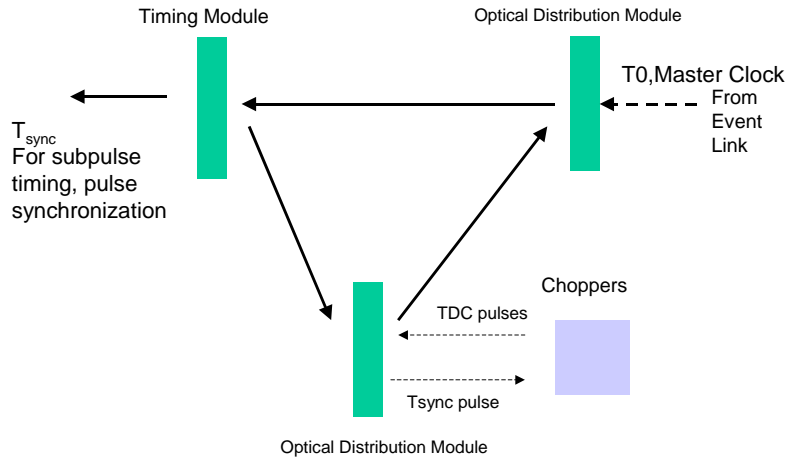 Timing Module
Optical Distribution Module
T0,Master Clock
From
Event
Link
Tsync
For subpulse
timing, pulse
synchronization
Choppers
TDC pulses
Tsync pulse
Optical Distribution Module